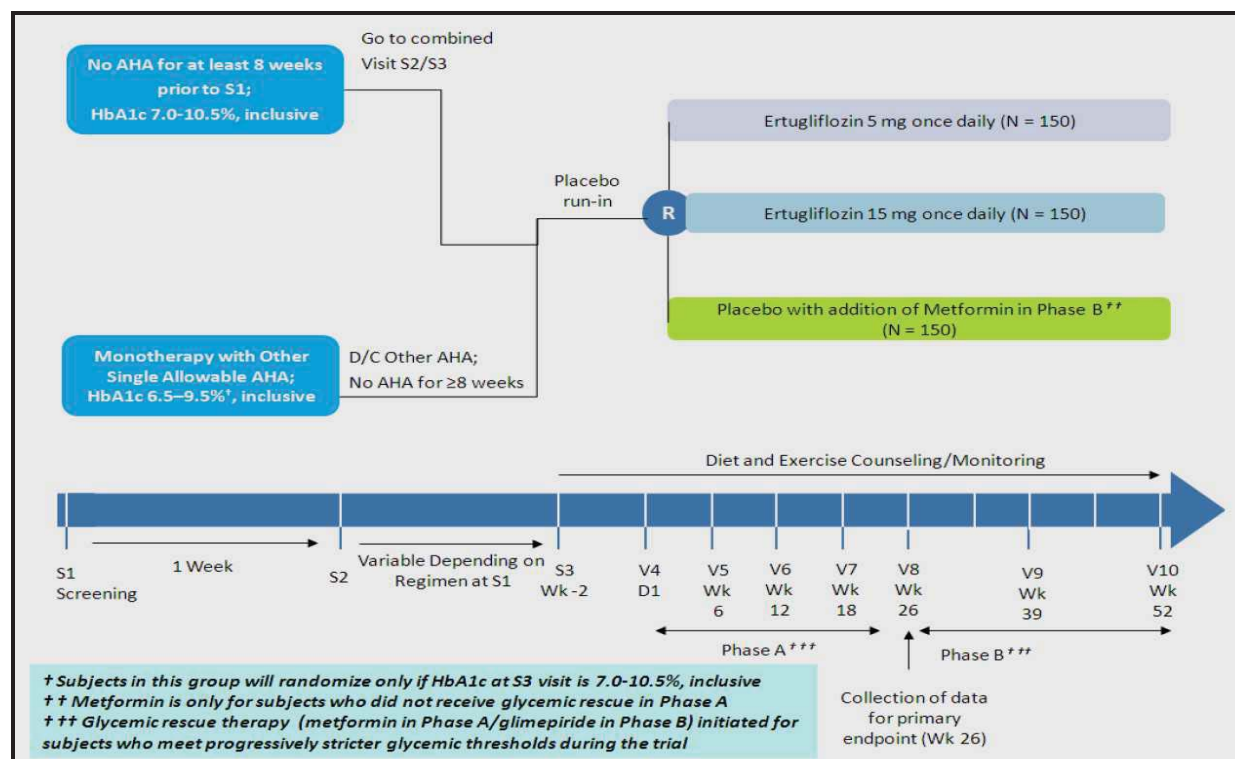 No AHA for at least 8 weeks
prior to S1;
HbA1c 7.0-10.5%, inclusive
Go to combined
Visit S2/S3
Placebo
run-in
R
Ertugliflozin 5 mg once daily (N = 150)
Ertugliflozin 15 mg once daily (N = 150)
Placebo with addition of Metformin in Phase B††
(N = 150)
Monotherapy with Other
Single Allowable AHA;
HbA1c 6.5–9.5%†, inclusive
D/C Other AHA;
No AHA for ≥8 weeks
Diet and Exercise Counseling/Monitoring
S1
Screening
1 Week
S2
Variable Depending on
Regimen at S1
S3
Wk -2
V4
D1
V5
Wk
6
V6
Wk
12
V7
Wk
18
V8
Wk
26
V9
Wk
39
V10
Wk
52
Phase A†††
Phase B†††
Collection of data
for primary
endpoint (Wk 26)
† Subjects in this group will randomize only if HbA1c at S3 visit is 7.0-10.5%, inclusive
†† Metformin is only for subjects who did not receive glycemic rescue in Phase A
††† Glycemic rescue therapy (metformin in Phase A/glimepiride in Phase B) initiated for
subjects who meet progressively stricter glycemic thresholds during the trial